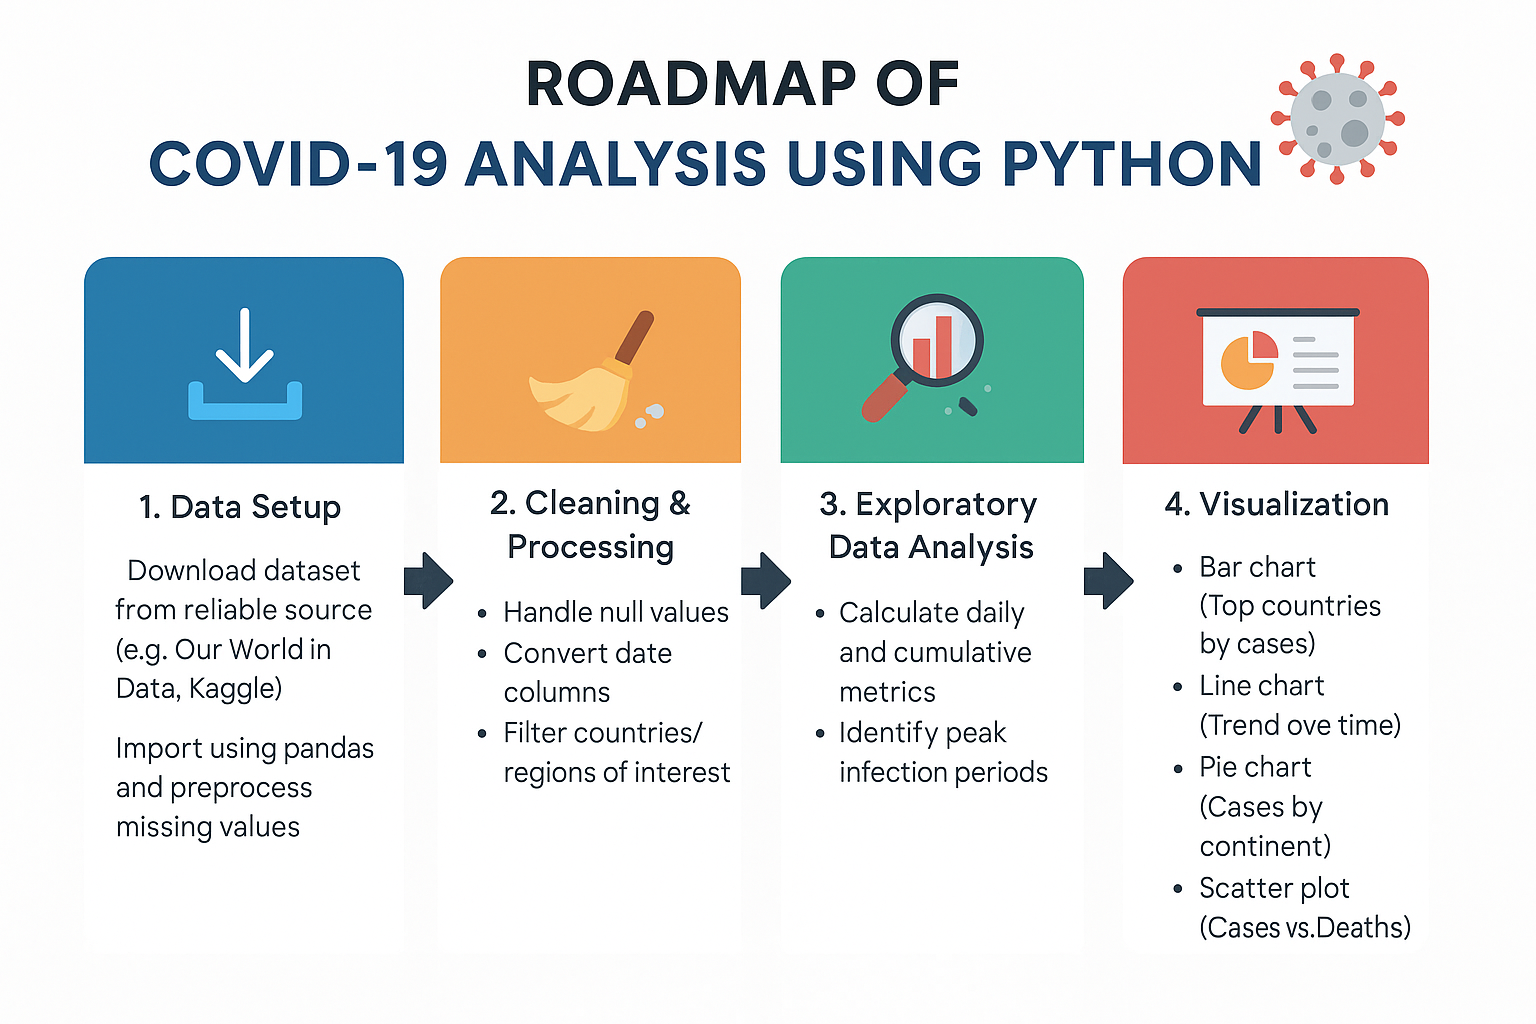 ROADMAP OF
COVID-19 ANALYSIS USING PYTHON
1. Data Setup
Download dataset
from reliable source
(e.g. Our World in
Data, Kaggle)
Import using pandas
and preprocess
missing values
2. Cleaning &
Processing
• Handle null values
• Convert date
columns
• Filter countries/
regions of interest
3. Exploratory
Data Analysis
• Calculate daily
and cumulative
metrics
• Identify peak
infection periods
4. Visualization
• Bar chart
(Top countries
by cases)
• Line chart
(Trend ove time)
• Pie chart
(Cases by
continent)
• Scatter plot
(Cases vs.Deaths)